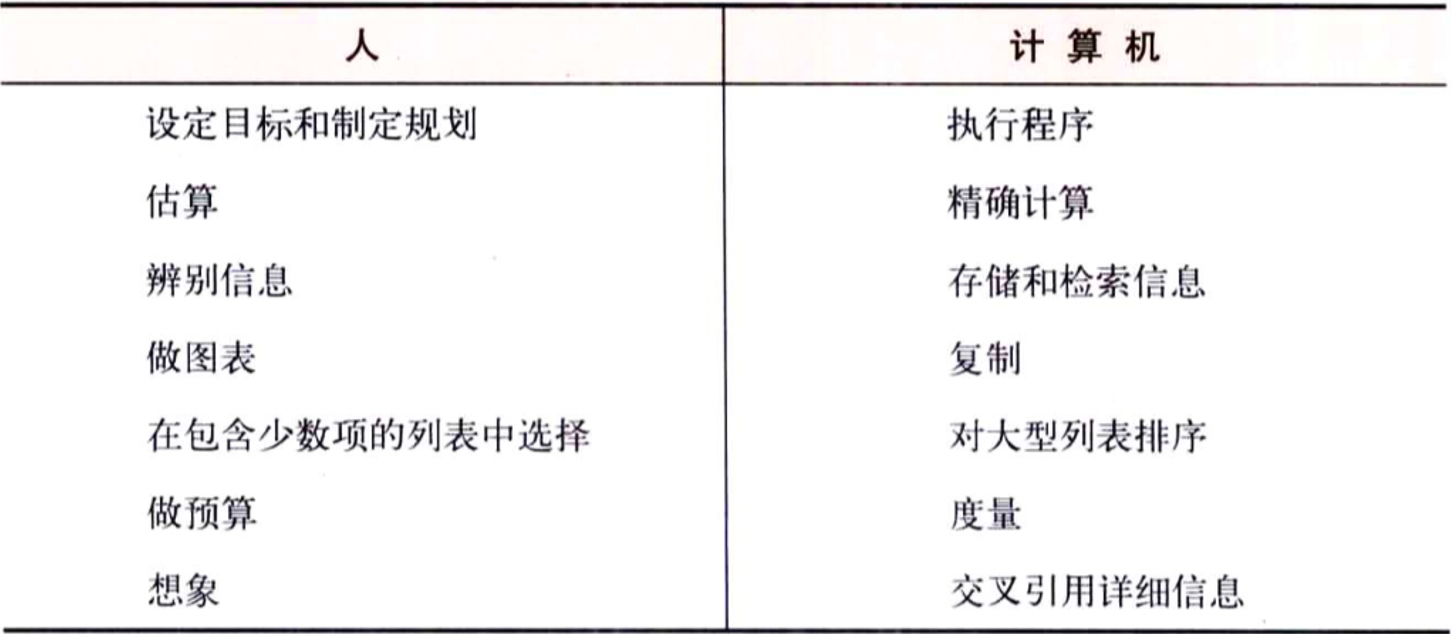 人 计算机
设定目标和制定规划 执行程序
估算 精确计算
辨别信息 存储和检索信息
做图表 复制
在包含少数项的列表中选择 对大型列表排序
做预算 度量
想象 交叉引用详细信息